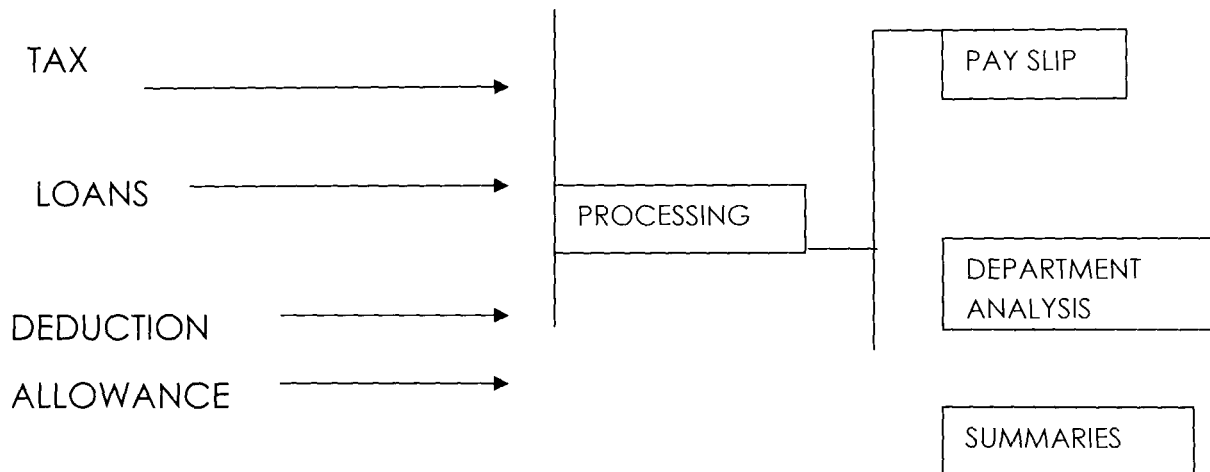 TAX
LOANS
DEDUCTION
ALLOWANCE
PROCESSING
PAY SLIP
DEPARTMENT
ANALYSIS
SUMMARIES